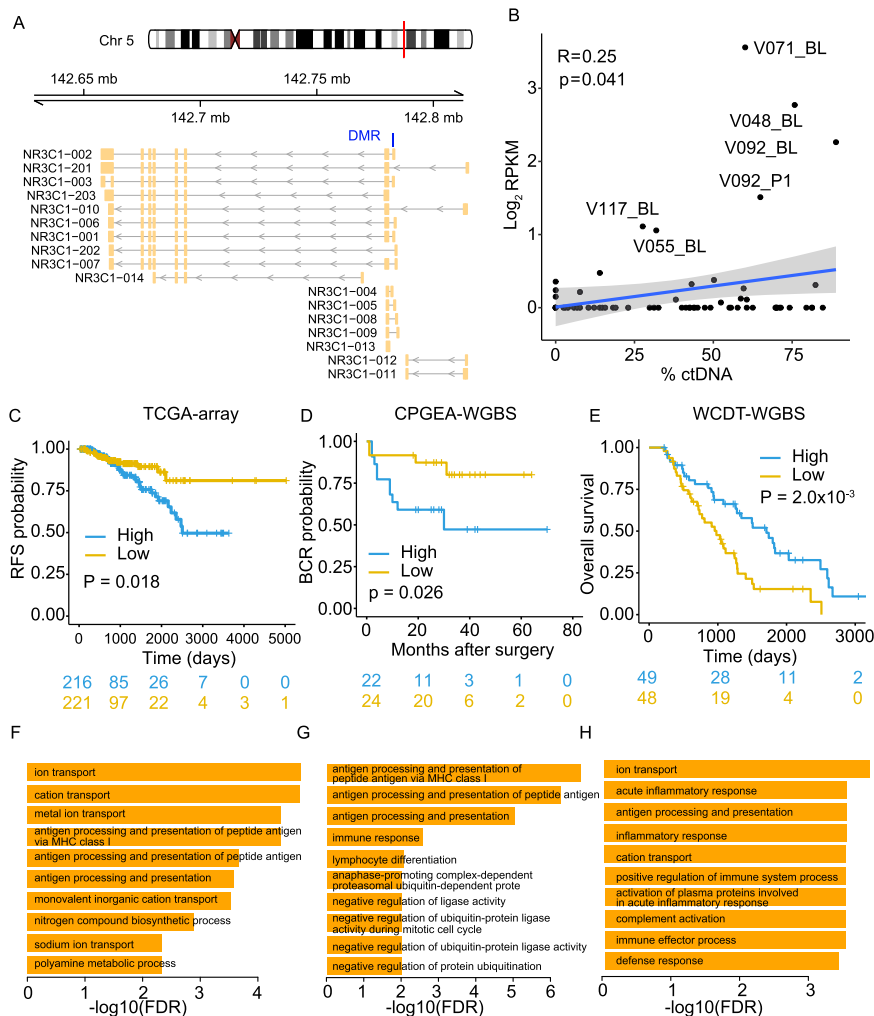 A
Chr 5
142.65 mb
142.75 mb
142.7 mb
142.8 mb
DMR
NR3C1-002
NR3C1-201
NR3C1-003
NR3C1-203
NR3C1-010
NR3C1-006
NR3C1-001
NR3C1-202
NR3C1-007
NR3C1-014
NR3C1-004
NR3C1-005
NR3C1-008
NR3C1-009
NR3C1-013
NR3C1-012
NR3C1-011
B
R=0.25
p=0.041
V071_BL
V048_BL
V092_BL
V092_P1
V117_BL
V055_BL
Log2 RPKM
3
2
1
0
0 25 50 75
% ctDNA
C
TCGA-array
RFS probability
1.00
0.75
0.50
0.25
0.00
High
Low
P = 0.018
0 1000 2000 3000 4000 5000
Time (days)
216 85 26 7 0 0
221 97 22 4 3 1
D
CPGEA-WGBS
BCR probability
1.00
0.75
0.50
0.25
0.00
High
Low
p = 0.026
0 20 40 60 80
Months after surgery
22 11 3 1 0
24 20 6 2 0
E
WCDT-WGBS
Overall survival
1.00
0.75
0.50
0.25
0.00
High
Low
P = 2.0x10-3
0 1000 2000 3000
Time (days)
49 28 11 2
48 19 4 0
F
ion transport
cation transport
metal ion transport
antigen processing and presentation of peptide antigen
via MHC class I
antigen processing and presentation of peptide antigen
antigen processing and presentation
monovalent inorganic cation transport
nitrogen compound biosynthetic process
sodium ion transport
polyamine metabolic process
0 1 2 3 4
-log10(FDR)
G
antigen processing and presentation of
peptide antigen via MHC class I
antigen processing and presentation of peptide antigen
antigen processing and presentation
immune response
lymphocyte differentiation
anaphase-promoting complex-dependent
proteasomal ubiquitin-dependent prote
negative regulation of ligase activity
negative regulation of ubiquitin-protein ligase
activity during mitotic cell cycle
negative regulation of ubiquitin-protein ligase activity
negative regulation of protein ubiquitination
0 1 2 3 4 5 6
-log10(FDR)
H
ion transport
acute inflammatory response
antigen processing and presentation
inflammatory response
cation transport
positive regulation of immune system process
activation of plasma proteins involved
in acute inflammatory response
complement activation
immune effector process
defense response
0 1 2 3
-log10(FDR)